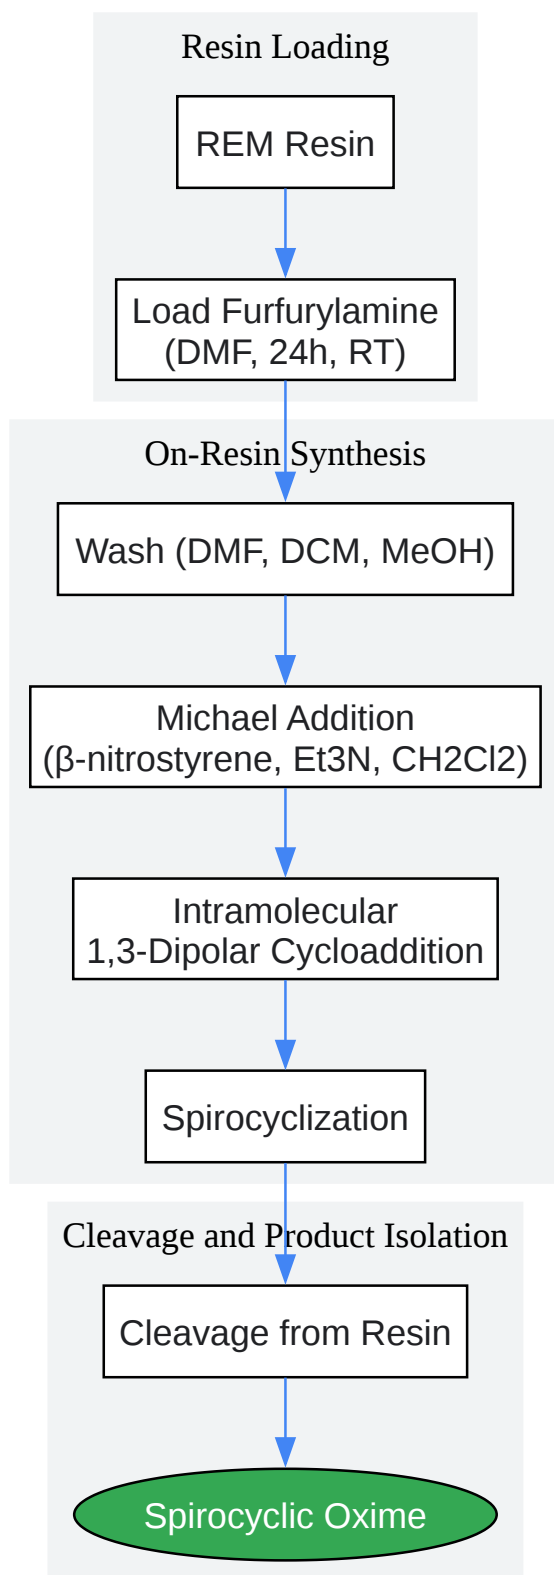 Resin Loading
REM Resin
Load Furfurylamine
(DMF, 24h, RT)
On-Resin Synthesis
Wash (DMF, DCM, MeOH)
Michael Addition
(β-nitrostyrene, Et3N, CH2Cl2)
Intramolecular
1,3-Dipolar Cycloaddition
Spirocyclization
Cleavage and Product Isolation
Cleavage from Resin
Spirocyclic Oxime